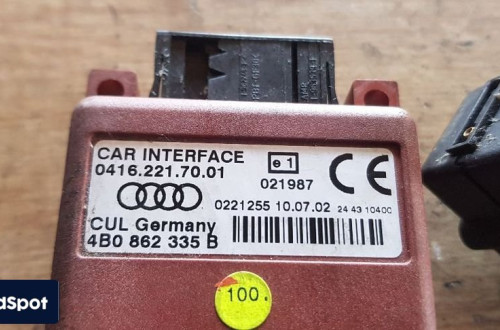 CAR INTERFACE
0416.221.70.01
e1
021987
CE
0221255 10.07.02 24 43 1040C
CUL Germany
4B0 862 335 B
100.
dSpot